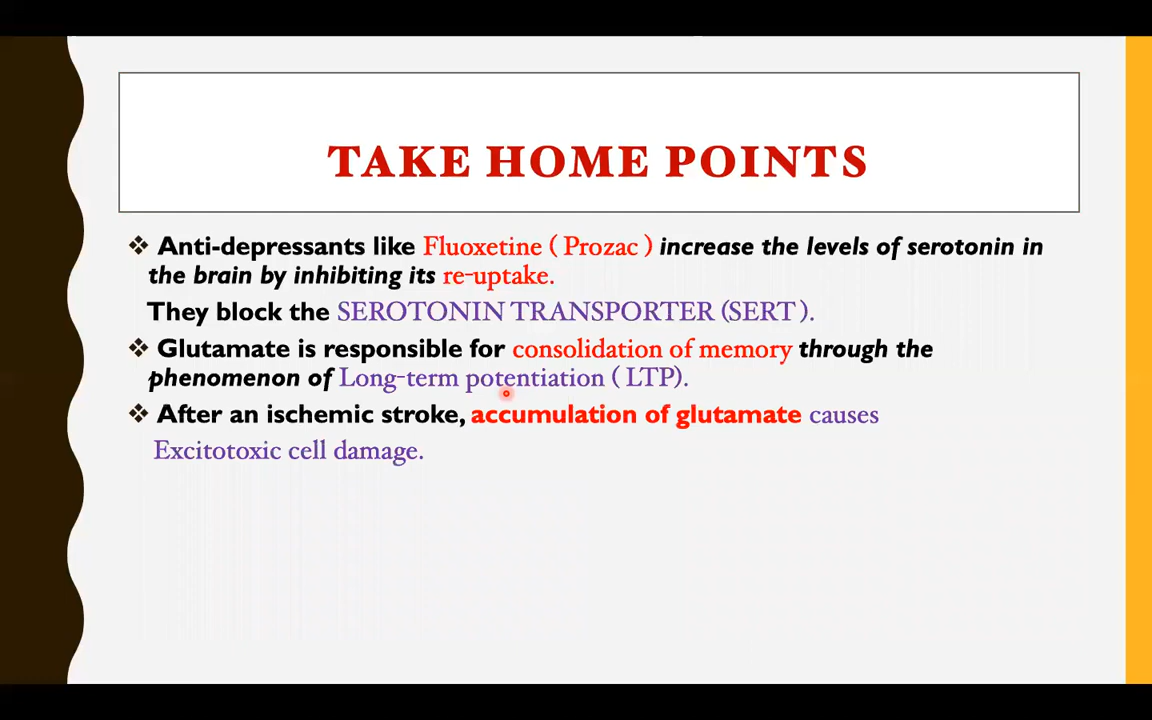 TAKE HOME POINTS
❖ Anti-depressants like Fluoxetine ( Prozac ) increase the levels of serotonin in
the brain by inhibiting its re-uptake.
They block the SEROTONIN TRANSPORTER (SERT ).
❖ Glutamate is responsible for consolidation of memory through the
phenomenon of Long-term potentiation ( LTP).
❖ After an ischemic stroke, accumulation of glutamate causes
Excitotoxic cell damage.